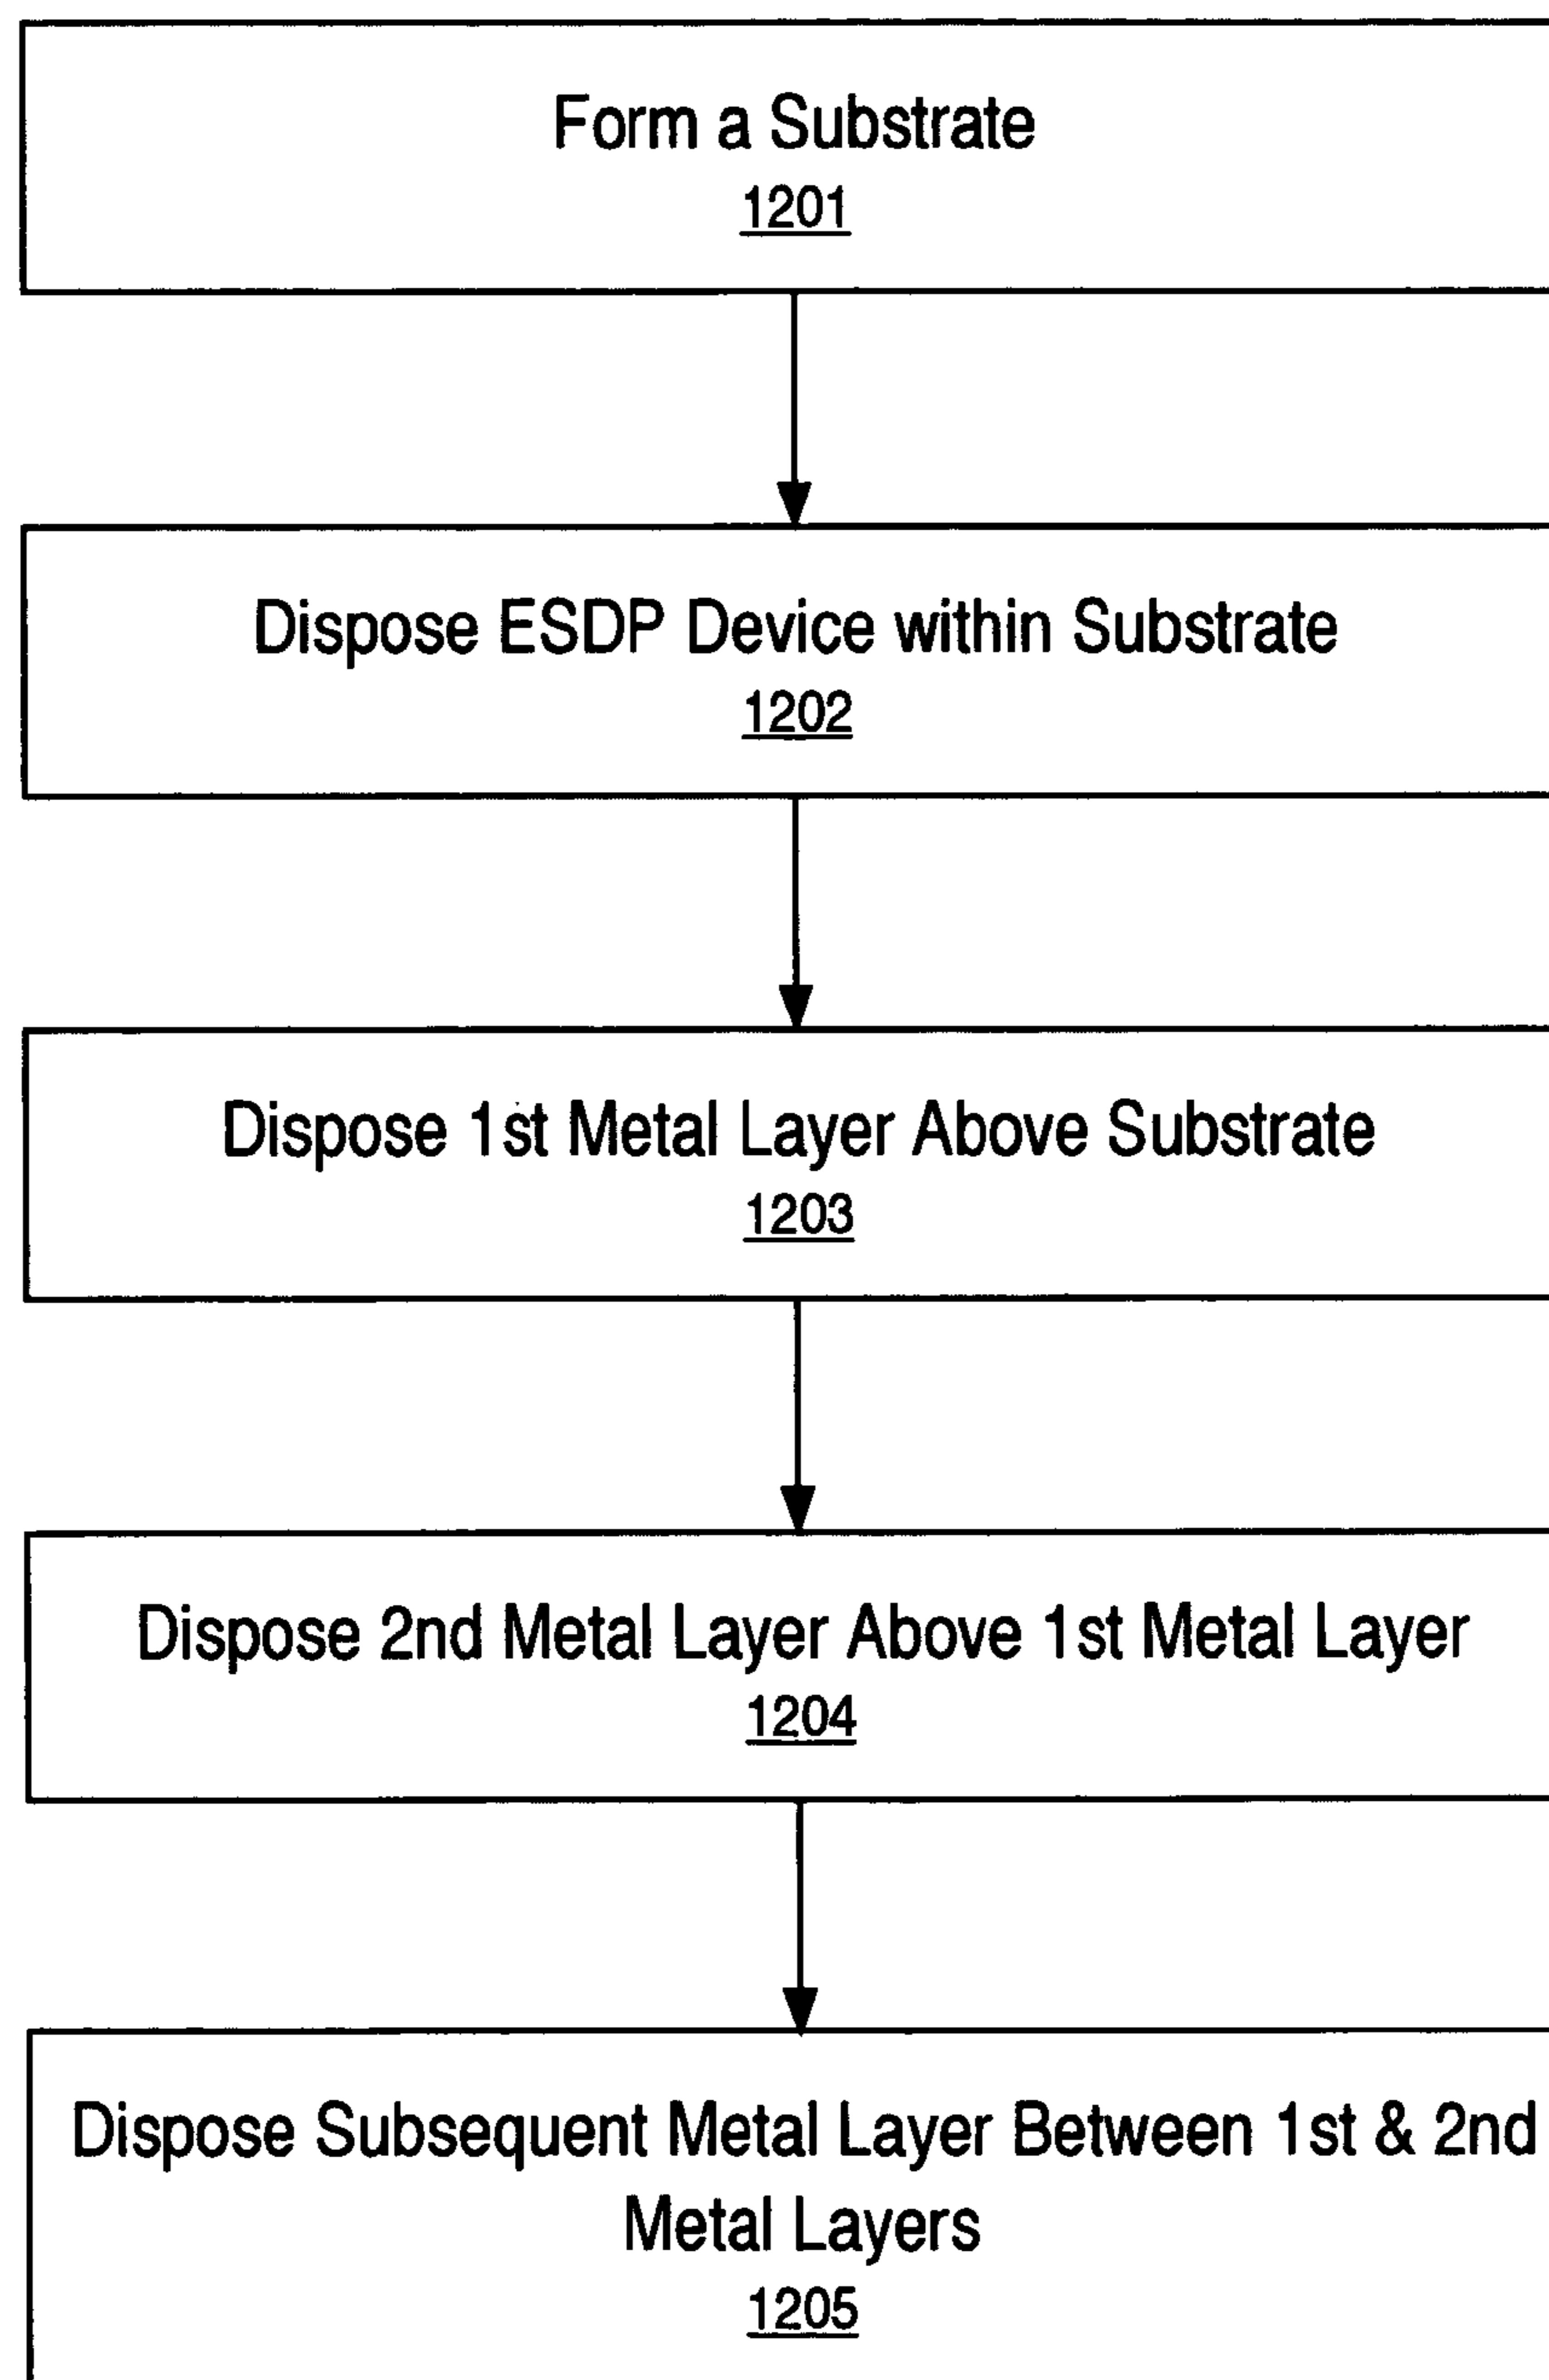 Form a Substrate
1201
Dispose ESDP Device within Substrate
1202
Dispose 1st Metal Layer Above Substrate
1203
Dispose 2nd Metal Layer Above 1st Metal Layer
1204
Dispose Subsequent Metal Layer Between 1st & 2nd
Metal Layers
1205